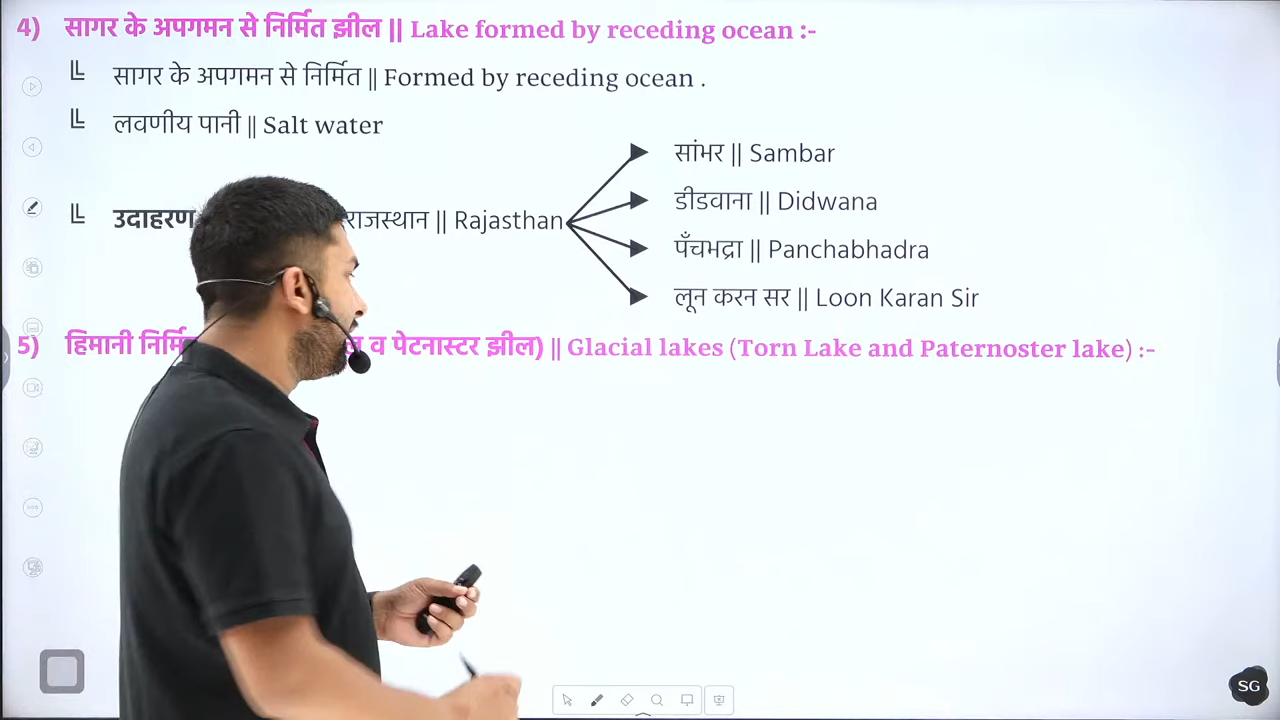 4) सागर के अपगमन से निर्मित झील || Lake formed by receding ocean :-
सागर के अपगमन से निर्मित || Formed by receding ocean .
लवणीय पानी || Salt water
सांभर || Sambar
डीडवाना || Didwana
उदाहरण राजस्थान || Rajasthan
पँचभद्रा || Panchabhadra
लून करन सर || Loon Karan Sir
5) हिमानी व पेटनास्टर झील) || Glacial lakes (Torn Lake and Paternoster lake) :-
SG